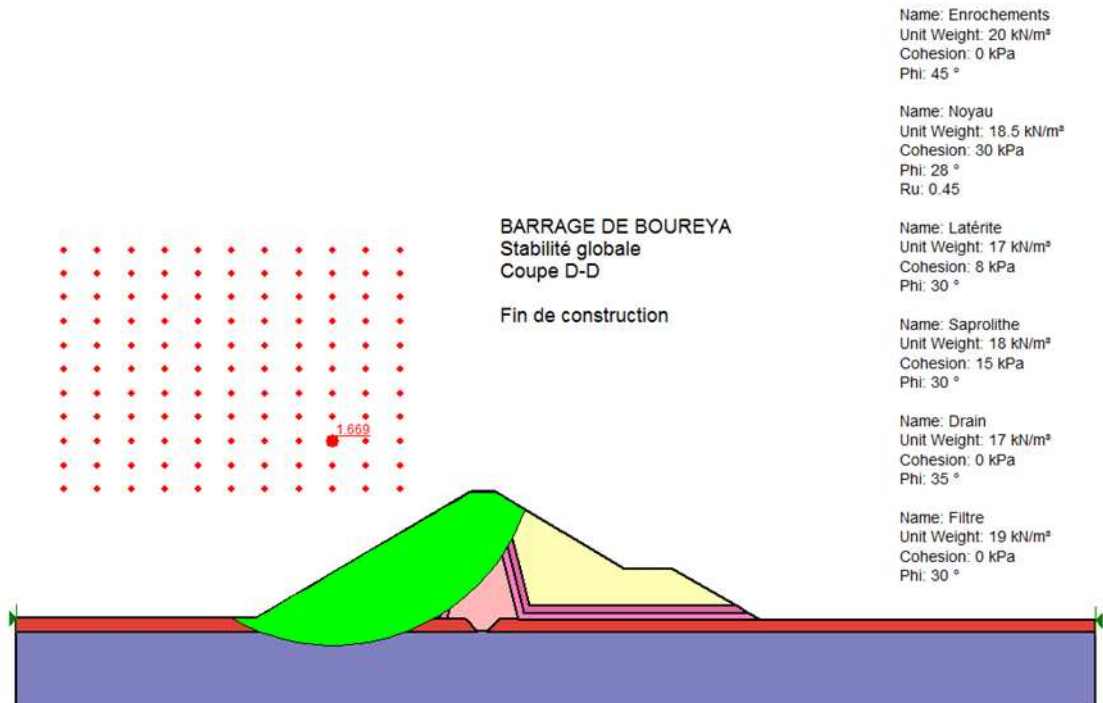 Name: Enrochements
Unit Weight: 20 kN/m³
Cohesion: 0 kPa
Phi: 45 °
Name: Noyau
Unit Weight: 18.5 kN/m³
Cohesion: 30 kPa
Phi: 28 °
Ru: 0.45
Name: Latérite
Unit Weight: 17 kN/m³
Cohesion: 8 kPa
Phi: 30 °
Name: Saprolithe
Unit Weight: 18 kN/m³
Cohesion: 15 kPa
Phi: 30 °
Name: Drain
Unit Weight: 17 kN/m³
Cohesion: 0 kPa
Phi: 35 °
Name: Filtre
Unit Weight: 19 kN/m³
Cohesion: 0 kPa
Phi: 30 °
BARRAGE DE BOUREYA
Stabilité globale
Coupe D-D
Fin de construction
1.669